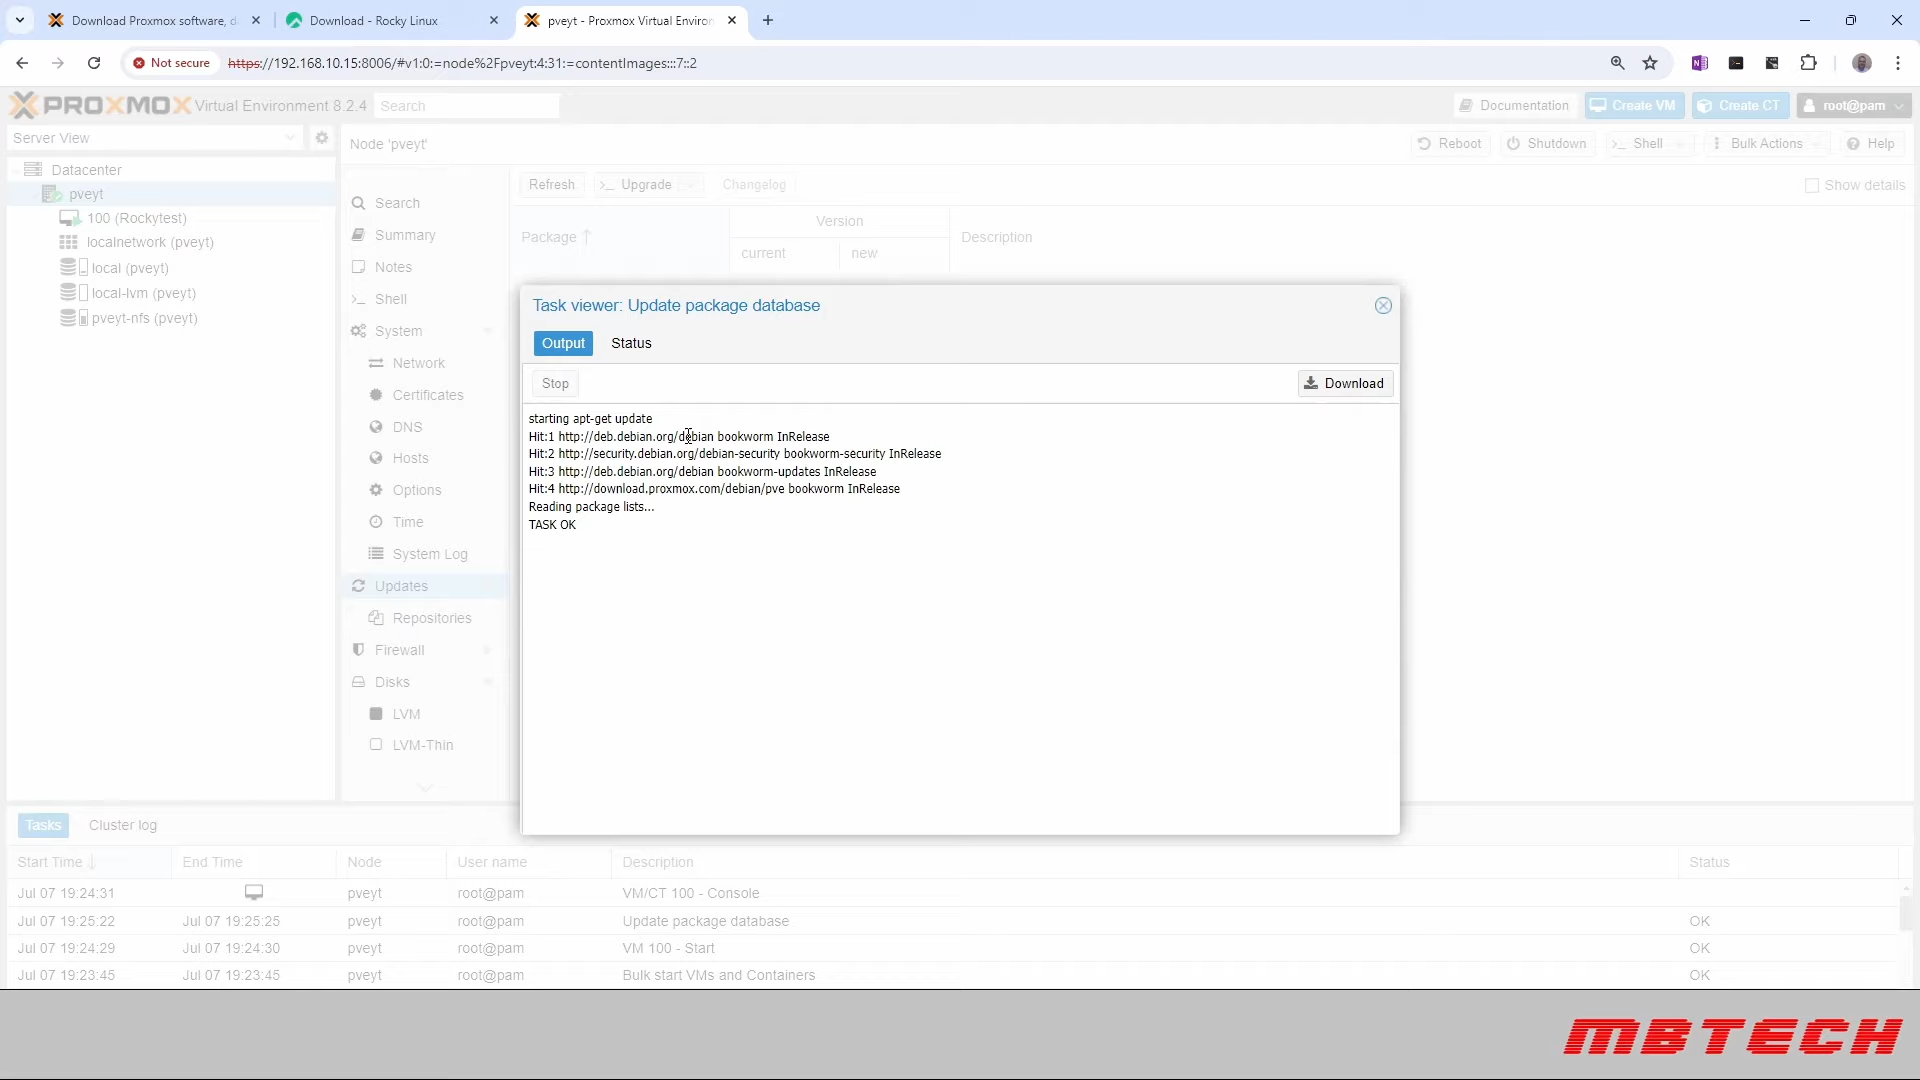 Download Proxmox software, d
Download - Rocky Linux
pveyt - Proxmox Virtual Environ
Not secure
https://192.168.10.15:8006/#v1:0:=node%2Fpveyt:4:31:=contentImages:::7::2
PROXMOX Virtual Environment 8.2.4
Search
Documentation
Create VM
Create CT
root@pam
Server View
Node 'pveyt'
Reboot
Shutdown
Shell
Bulk Actions
Help
Datacenter
pveyt
100 (Rockytest)
localnetwork (pveyt)
local (pveyt)
local-lvm (pveyt)
pveyt-nfs (pveyt)
Search
Summary
Notes
Shell
System
Network
Certificates
DNS
Hosts
Options
Time
System Log
Updates
Repositories
Firewall
Disks
LVM
LVM-Thin
Refresh
Upgrade
Changelog
Show details
Package
Version
current
new
Description
Task viewer: Update package database
Output
Status
Stop
Download
starting apt-get update
Hit:1 http://deb.debian.org/debian bookworm InRelease
Hit:2 http://security.debian.org/debian-security bookworm-security InRelease
Hit:3 http://deb.debian.org/debian bookworm-updates InRelease
Hit:4 http://download.proxmox.com/debian/pve bookworm InRelease
Reading package lists...
TASK OK
Tasks
Cluster log
Start Time End Time Node User name Description Status
Jul 07 19:24:31 pveyt root@pam VM/CT 100 - Console
Jul 07 19:25:22 Jul 07 19:25:25 pveyt root@pam Update package database OK
Jul 07 19:24:29 Jul 07 19:24:30 pveyt root@pam VM 100 - Start OK
Jul 07 19:23:45 Jul 07 19:23:45 pveyt root@pam Bulk start VMs and Containers OK
MBTECH